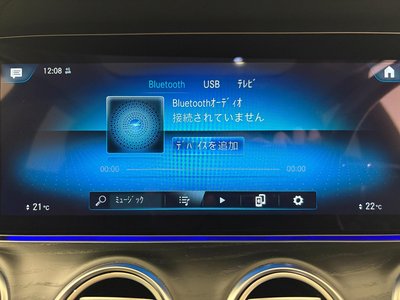 12:08
Bluetooth USB ﾃﾚﾋﾞ
Bluetoothｵｰﾃﾞｨｵ
接続されていません
ﾃﾞﾊﾞｲｽを追加
00:00 00:00
ﾐｭｰｼﾞｯｸ
21℃ 22℃